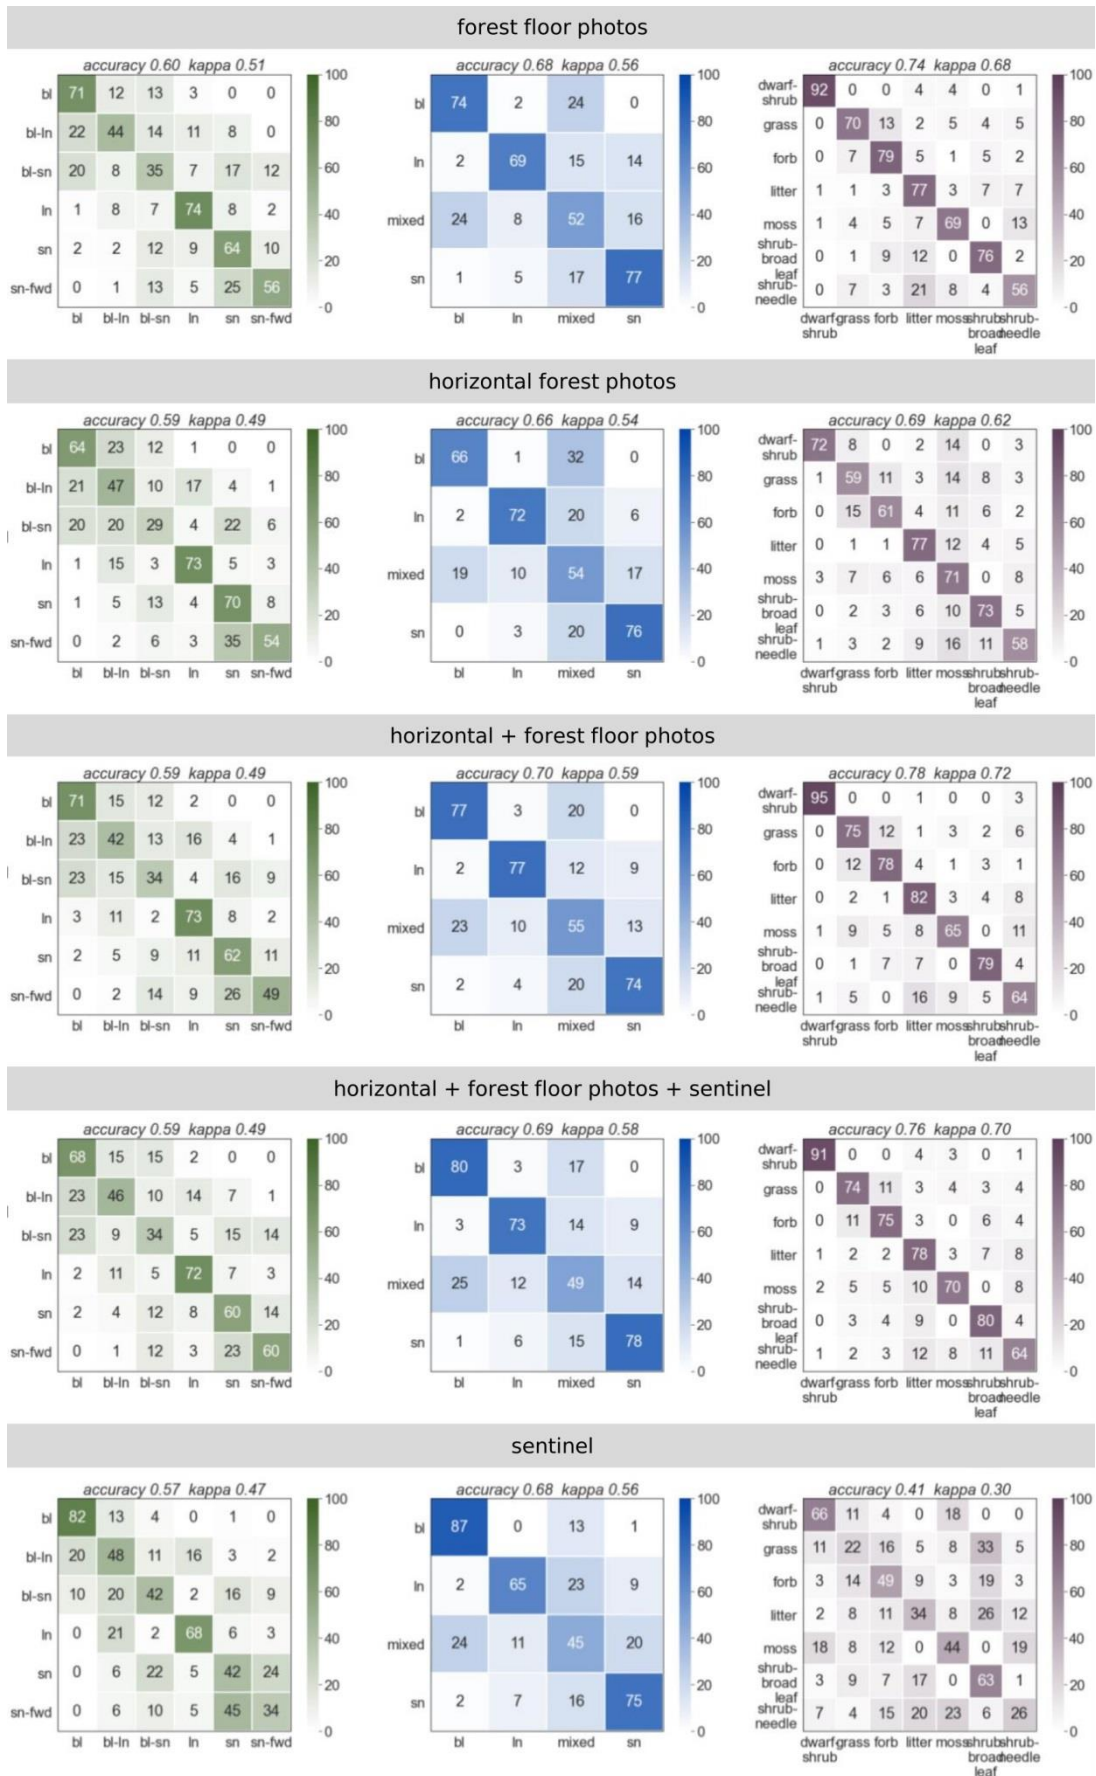 forest floor photos
accuracy 0.60 kappa 0.51
bl 71 12 13 3 0 0
bl-ln 22 44 14 11 8 0
bl-sn 20 8 35 7 17 12
ln 1 8 7 74 8 2
sn 2 2 12 9 64 10
sn-fwd 0 1 13 5 25 56
bl bl-ln bl-sn ln sn sn-fwd
100
80
60
40
20
0
accuracy 0.68 kappa 0.56
bl 74 2 24 0
ln 2 69 15 14
mixed 24 8 52 16
sn 1 5 17 77
bl ln mixed sn
100
80
60
40
20
0
accuracy 0.74 kappa 0.68
dwarf-shrub 92 0 0 4 4 0 1
grass 0 70 13 2 5 4 5
forb 0 7 79 5 1 5 2
litter 1 1 3 77 3 7 7
moss 1 4 5 7 69 0 13
shrub-broad leaf 0 1 9 12 0 76 2
shrub-needle 0 7 3 21 8 4 56
dwarf- grass forb litter moss shrub- shrub-
shrub broad needle
leaf
100
80
60
40
20
0
horizontal forest photos
accuracy 0.59 kappa 0.49
bl 64 23 12 1 0 0
bl-ln 21 47 10 17 4 1
bl-sn 20 20 29 4 22 6
ln 1 15 3 73 5 3
sn 1 5 13 4 70 8
sn-fwd 0 2 6 3 35 54
bl bl-ln bl-sn ln sn sn-fwd
100
80
60
40
20
0
accuracy 0.66 kappa 0.54
bl 66 1 32 0
ln 2 72 20 6
mixed 19 10 54 17
sn 0 3 20 76
bl ln mixed sn
100
80
60
40
20
0
accuracy 0.69 kappa 0.62
dwarf-shrub 72 8 0 2 14 0 3
grass 1 59 11 3 14 8 3
forb 0 15 61 4 11 6 2
litter 0 1 1 77 12 4 5
moss 3 7 6 6 71 0 8
shrub-broad leaf 0 2 3 6 10 73 5
shrub-needle 1 3 2 9 16 11 58
dwarf- grass forb litter moss shrub- shrub-
shrub broad needle
leaf
100
80
60
40
20
0
horizontal + forest floor photos
accuracy 0.59 kappa 0.49
bl 71 15 12 2 0 0
bl-ln 23 42 13 16 4 1
bl-sn 23 15 34 4 16 9
ln 3 11 2 73 8 2
sn 2 5 9 11 62 11
sn-fwd 0 2 14 9 26 49
bl bl-ln bl-sn ln sn sn-fwd
100
80
60
40
20
0
accuracy 0.70 kappa 0.59
bl 77 3 20 0
ln 2 77 12 9
mixed 23 10 55 13
sn 2 4 20 74
bl ln mixed sn
100
80
60
40
20
0
accuracy 0.78 kappa 0.72
dwarf-shrub 95 0 0 1 0 0 3
grass 0 75 12 1 3 2 6
forb 0 12 78 4 1 3 1
litter 0 2 1 82 3 4 8
moss 1 9 5 8 65 0 11
shrub-broad leaf 0 1 7 7 0 79 4
shrub-needle 1 5 0 16 9 5 64
dwarf- grass forb litter moss shrub- shrub-
shrub broad needle
leaf
100
80
60
40
20
0
horizontal + forest floor photos + sentinel
accuracy 0.59 kappa 0.49
bl 68 15 15 2 0 0
bl-ln 23 46 10 14 7 1
bl-sn 23 9 34 5 15 14
ln 2 11 5 72 7 3
sn 2 4 12 8 60 14
sn-fwd 0 1 12 3 23 60
bl bl-ln bl-sn ln sn sn-fwd
100
80
60
40
20
0
accuracy 0.69 kappa 0.58
bl 80 3 17 0
ln 3 73 14 9
mixed 25 12 49 14
sn 1 6 15 78
bl ln mixed sn
100
80
60
40
20
0
accuracy 0.76 kappa 0.70
dwarf-shrub 91 0 0 4 3 0 1
grass 0 74 11 3 4 3 4
forb 0 11 75 3 0 6 4
litter 1 2 2 78 3 7 8
moss 2 5 5 10 70 0 8
shrub-broad leaf 0 3 4 9 0 80 4
shrub-needle 1 2 3 12 8 11 64
dwarf- grass forb litter moss shrub- shrub-
shrub broad needle
leaf
100
80
60
40
20
0
sentinel
accuracy 0.57 kappa 0.47
bl 82 13 4 0 1 0
bl-ln 20 48 11 16 3 2
bl-sn 10 20 42 2 16 9
ln 0 21 2 68 6 3
sn 0 6 22 5 42 24
sn-fwd 0 6 10 5 45 34
bl bl-ln bl-sn ln sn sn-fwd
100
80
60
40
20
0
accuracy 0.68 kappa 0.56
bl 87 0 13 1
ln 2 65 23 9
mixed 24 11 45 20
sn 2 7 16 75
bl ln mixed sn
100
80
60
40
20
0
accuracy 0.41 kappa 0.30
dwarf-shrub 66 11 4 0 18 0 0
grass 11 22 16 5 8 33 5
forb 3 14 49 9 3 19 3
litter 2 8 11 34 8 26 12
moss 18 8 12 0 44 0 19
shrub-broad leaf 3 9 7 17 0 63 1
shrub-needle 7 4 15 20 23 6 26
dwarf- grass forb litter moss shrub- shrub-
shrub broad needle
leaf
100
80
60
40
20
0